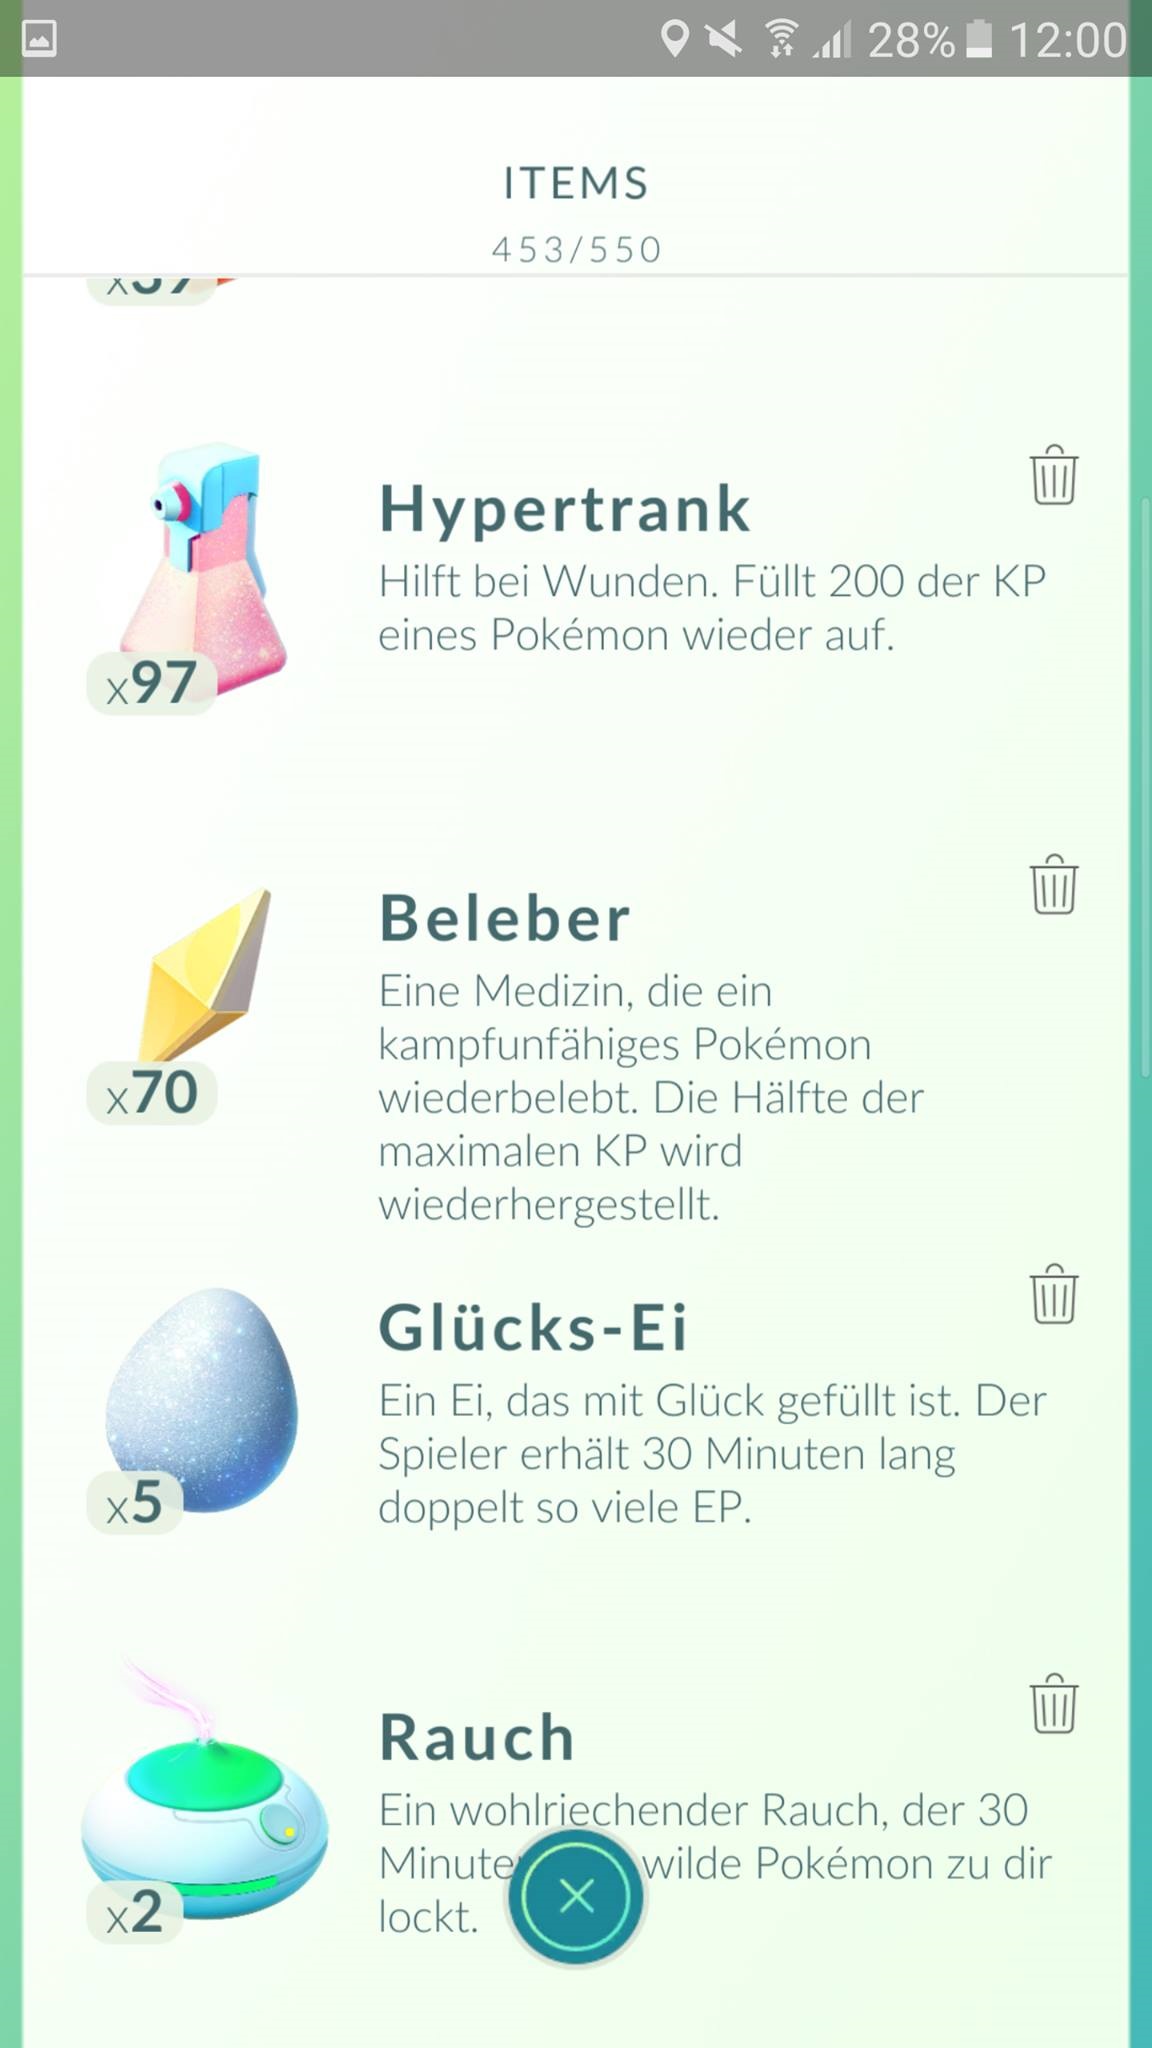 28% 12:00
ITEMS
453/550
Hypertrank
Hilft bei Wunden. Füllt 200 der KP
eines Pokémon wieder auf.
x97
Beleber
Eine Medizin, die ein
kampfunfähiges Pokémon
wiederbelebt. Die Hälfte der
maximalen KP wird
wiederhergestellt.
x70
Glücks-Ei
Ein Ei, das mit Glück gefüllt ist. Der
Spieler erhält 30 Minuten lang
doppelt so viele EP.
x5
Rauch
Ein wohlriechender Rauch, der 30
wilde Pokémon zu dir
lockt.
x2